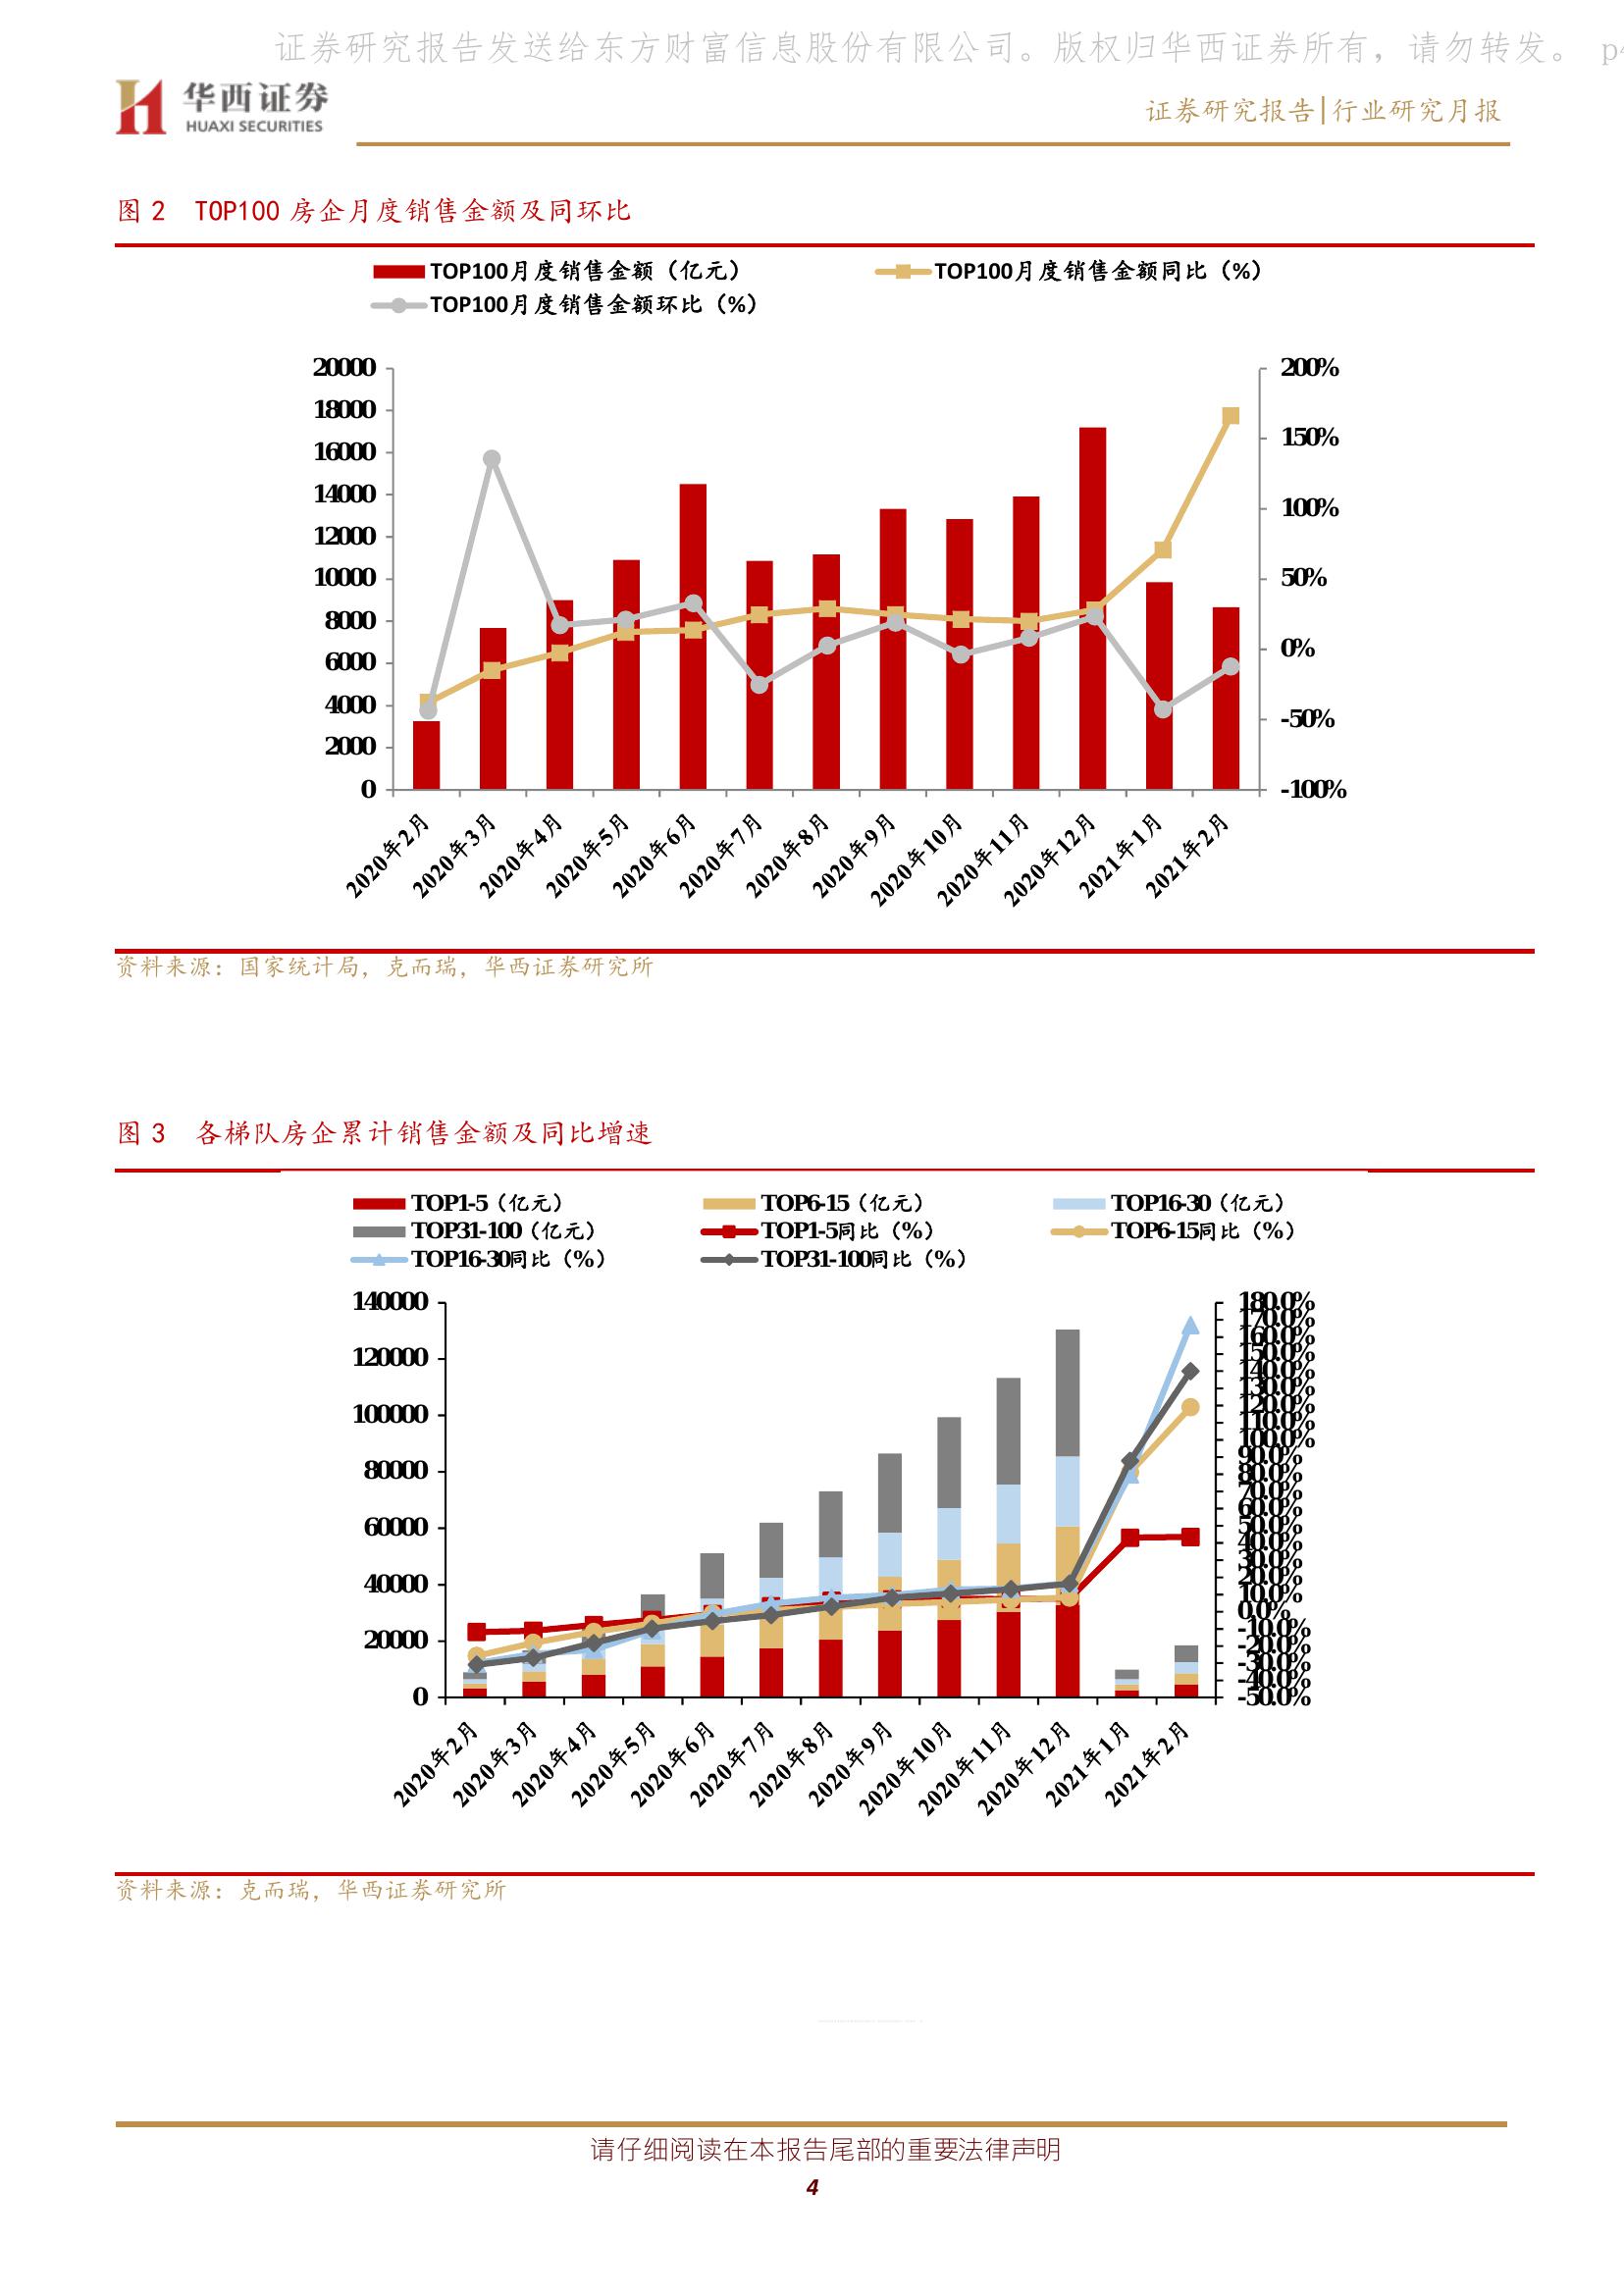 证券研究报告发送给东方财富信息股份有限公司。版权归华西证券所有，请勿转发。 p4
华西证券
HUAXI SECURITIES
证券研究报告|行业研究月报
图 2 TOP100 房企月度销售金额及同环比
TOP100月度销售金额（亿元） TOP100月度销售金额同比（%）
TOP100月度销售金额环比（%）
20000 200%
18000
16000 150%
14000
12000 100%
10000 50%
8000
6000 0%
4000 -50%
2000
0 -100%
2020年2月 2020年3月 2020年4月 2020年5月 2020年6月 2020年7月 2020年8月 2020年9月 2020年10月 2020年11月 2020年12月 2021年1月 2021年2月
资料来源：国家统计局，克而瑞，华西证券研究所
图 3 各梯队房企累计销售金额及同比增速
TOP1-5（亿元） TOP6-15（亿元） TOP16-30（亿元）
TOP31-100（亿元） TOP1-5同比（%） TOP6-15同比（%）
TOP16-30同比（%） TOP31-100同比（%）
140000 180.0%
170.0%
160.0%
120000 150.0%
140.0%
130.0%
120.0%
100000 110.0%
100.0%
90.0%
80000 80.0%
70.0%
60.0%
60000 50.0%
40.0%
30.0%
40000 20.0%
10.0%
0.0%
20000 -10.0%
-20.0%
-30.0%
-40.0%
0 -50.0%
2020年2月 2020年3月 2020年4月 2020年5月 2020年6月 2020年7月 2020年8月 2020年9月 2020年10月 2020年11月 2020年12月 2021年1月 2021年2月
资料来源：克而瑞，华西证券研究所
请仔细阅读在本报告尾部的重要法律声明
4